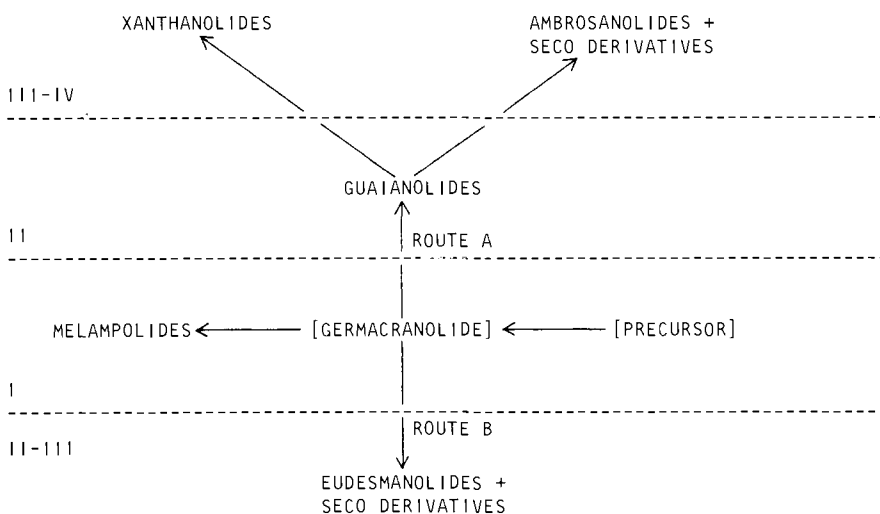 XANTHANOLIDES
AMBROSANOLIDES +
SECO DERIVATIVES
III-IV
GUAIANOLIDES
II
ROUTE A
MELAMPOLIDES
[GERMACRANOLIDE]
[PRECURSOR]
I
ROUTE B
II-III
EUDESMANOLIDES +
SECO DERIVATIVES